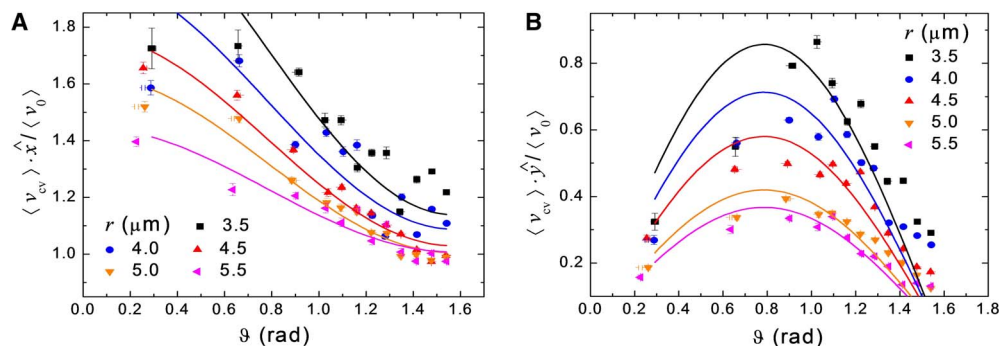 A
⟨v_cv⟩ · x̂ / ⟨v_0⟩
1.8
1.6
1.4
1.2
1.0
r (μm)
3.5
4.0
4.5
5.0
5.5
0.0 0.2 0.4 0.6 0.8 1.0 1.2 1.4 1.6
ϑ (rad)
B
⟨v_cv⟩ · ŷ / ⟨v_0⟩
0.8
0.6
0.4
0.2
r (μm)
3.5
4.0
4.5
5.0
5.5
0.0 0.2 0.4 0.6 0.8 1.0 1.2 1.4 1.6 1.8
ϑ (rad)